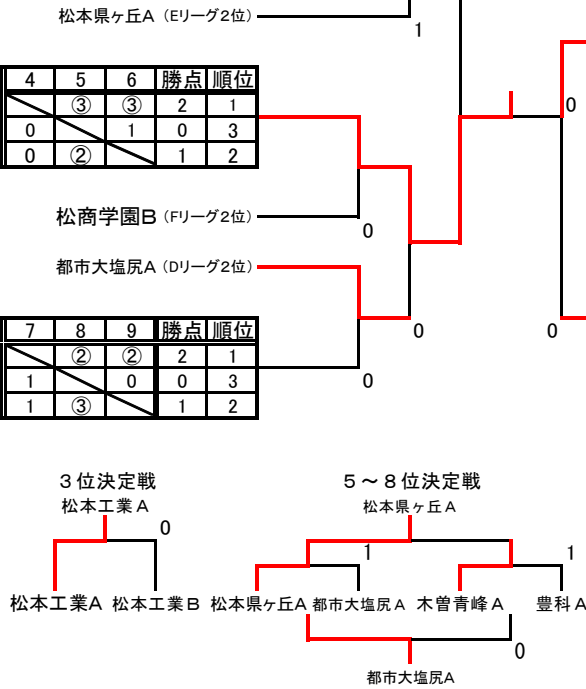 松本県ヶ丘A (Eリーグ2位)
1
4 5 6 勝点 順位
③ ③ 2 1
0 1 0 3
0 ② 1 2
0
松商学園B (Fリーグ2位)
0
都市大塩尻A (Dリーグ2位)
0 0
7 8 9 勝点 順位
② ② 2 1
1 0 0 3
1 ③ 1 2
0
3位決定戦
松本工業A
0
松本工業A 松本工業B
5～8位決定戦
松本県ヶ丘A
1 1
松本県ヶ丘A 都市大塩尻A 木曽青峰A 豊科A
0
都市大塩尻A